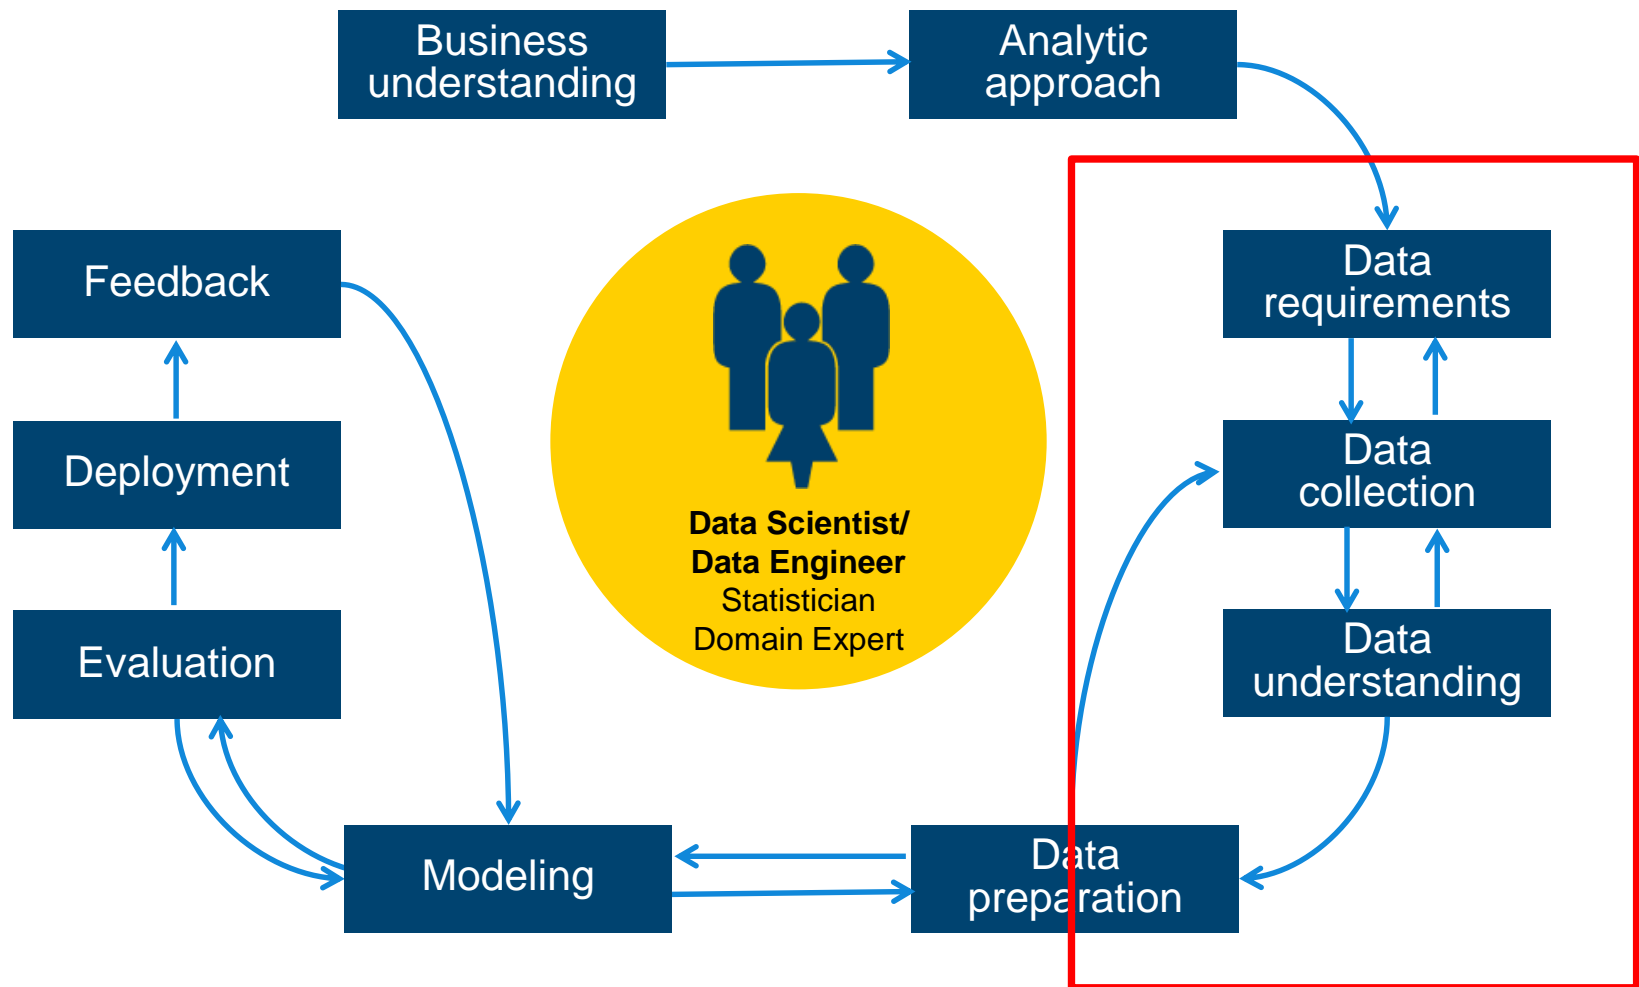 Business
understanding
Analytic
approach
Data
requirements
Data
collection
Data
understanding
Data
preparation
Modeling
Evaluation
Deployment
Feedback
Data Scientist/
Data Engineer
Statistician
Domain Expert